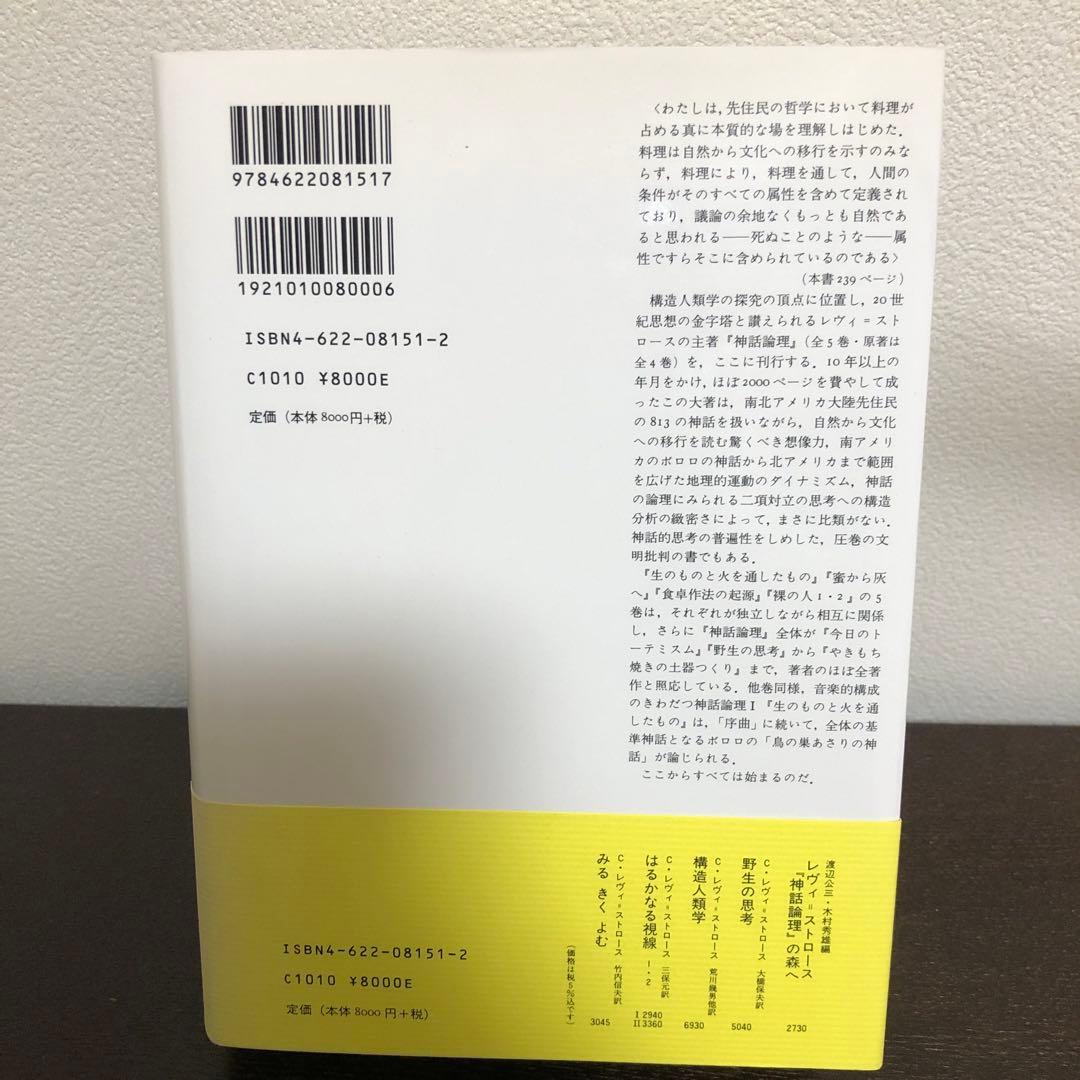 9784622081517
1921010080006
ISBN4-622-08151-2
C1010 ¥8000E
定価（本体8000円+税）
〈わたしは，先住民の哲学において料理が
占める真に本質的な場を理解しはじめた．
料理は自然から文化への移行を示すのみな
らず，料理により，料理を通して，人間の
条件がそのすべての属性を含めて定義され
ており，議論の余地なくもっとも自然であ
ると思われる——死ぬことのような——属
性ですらそこに含められているのである〉
（本書239ページ）
構造人類学の探究の頂点に位置し，20世
紀思想の金字塔と讃えられるレヴィ＝スト
ロースの主著『神話論理』（全5巻・原著は
全4巻）を，ここに刊行する．10年以上の
年月をかけ，ほぼ2000ページを費やして成
ったこの大著は，南北アメリカ大陸先住民
の813の神話を扱いながら，自然から文化
への移行を読む驚くべき想像力，南アメリ
カのボロロの神話から北アメリカまで範囲
を広げた地理的運動のダイナミズム，神話
の論理にみられる二項対立の思考への構造
分析の緻密さによって，まさに比類がない．
神話的思考の普遍性をしめした，圧巻の文
明批判の書でもある．
『生のものと火を通したもの』『蜜から灰
へ』『食卓作法の起源』『裸の人1・2』の5
巻は，それぞれが独立しながら相互に関係
し，さらに『神話論理』全体が『今日のト
ーテミスム』『野生の思考』から『やきもち
焼きの土器つくり』まで，著者のほぼ全著
作と照応している．他巻同様，音楽的構成
のきわだつ神話論理Ⅰ『生のものと火を通
したもの』は，「序曲」に続いて，全体の基
準神話となるボロロの「鳥の巣あさりの神
話」が論じられる．
ここからすべては始まるのだ．
渡辺公三・木村秀雄編
レヴィ＝ストロース
『神話論理』の森へ
2730
C・レヴィ＝ストロース 大橋保夫訳
野生の思考
5040
C・レヴィ＝ストロース 荒川幾男他訳
構造人類学
6930
C・レヴィ＝ストロース 三保元訳
はるかなる視線 1・2
I 2940
II 3360
C・レヴィ＝ストロース 竹内信夫訳
みる きく よむ
3045
（価格は税5％込です）
ISBN4-622-08151-2
C1010 ¥8000E
定価（本体8000円+税）